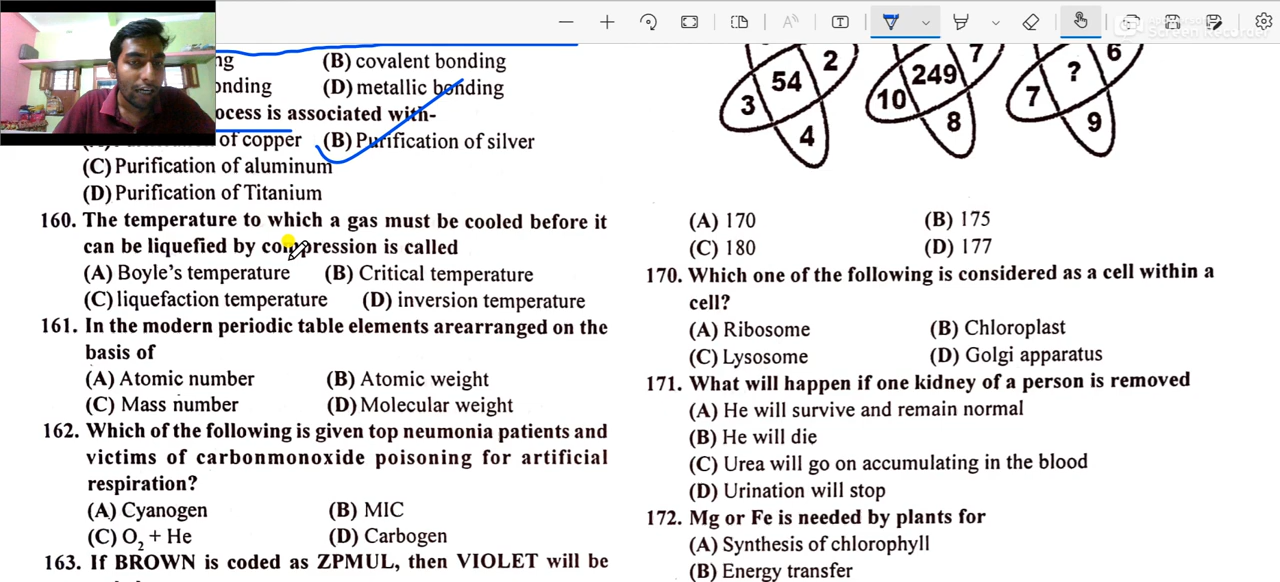 ng (B) covalent bonding
onding (D) metallic bonding
ocess is associated with-
of copper (B) Purification of silver
(C) Purification of aluminum
(D) Purification of Titanium
160. The temperature to which a gas must be cooled before it
can be liquefied by compression is called
(A) Boyle's temperature (B) Critical temperature
(C) liquefaction temperature (D) inversion temperature
161. In the modern periodic table elements arearranged on the
basis of
(A) Atomic number (B) Atomic weight
(C) Mass number (D) Molecular weight
162. Which of the following is given top neumonia patients and
victims of carbonmonoxide poisoning for artificial
respiration?
(A) Cyanogen (B) MIC
(C) O₂ + He (D) Carbogen
163. If BROWN is coded as ZPMUL, then VIOLET will be
2 7 6
54 249 ?
3 10 7
4 8 9
(A) 170 (B) 175
(C) 180 (D) 177
170. Which one of the following is considered as a cell within a
cell?
(A) Ribosome (B) Chloroplast
(C) Lysosome (D) Golgi apparatus
171. What will happen if one kidney of a person is removed
(A) He will survive and remain normal
(B) He will die
(C) Urea will go on accumulating in the blood
(D) Urination will stop
172. Mg or Fe is needed by plants for
(A) Synthesis of chlorophyll
(B) Energy transfer
Screen Recorder